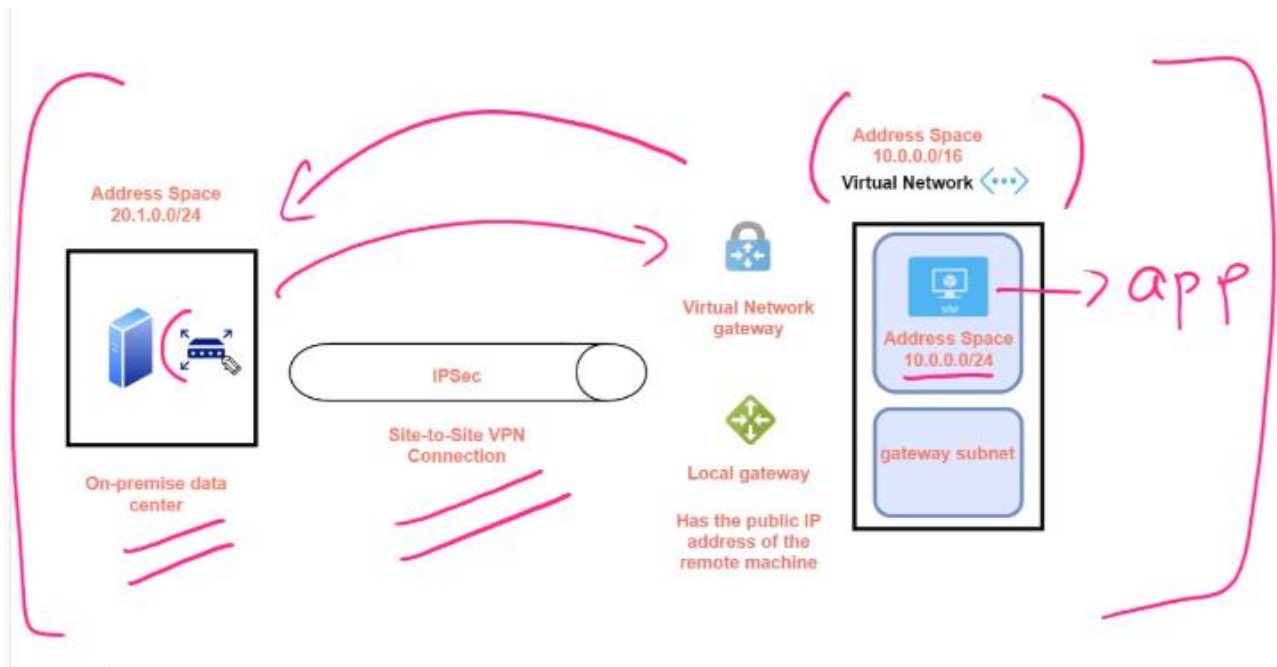 Address Space
20.1.0.0/24
On-premise data
center
IPSec
Site-to-Site VPN
Connection
Virtual Network
gateway
Local gateway
Has the public IP
address of the
remote machine
Address Space
10.0.0.0/16
Virtual Network
VM
Address Space
10.0.0.0/24
gateway subnet
app